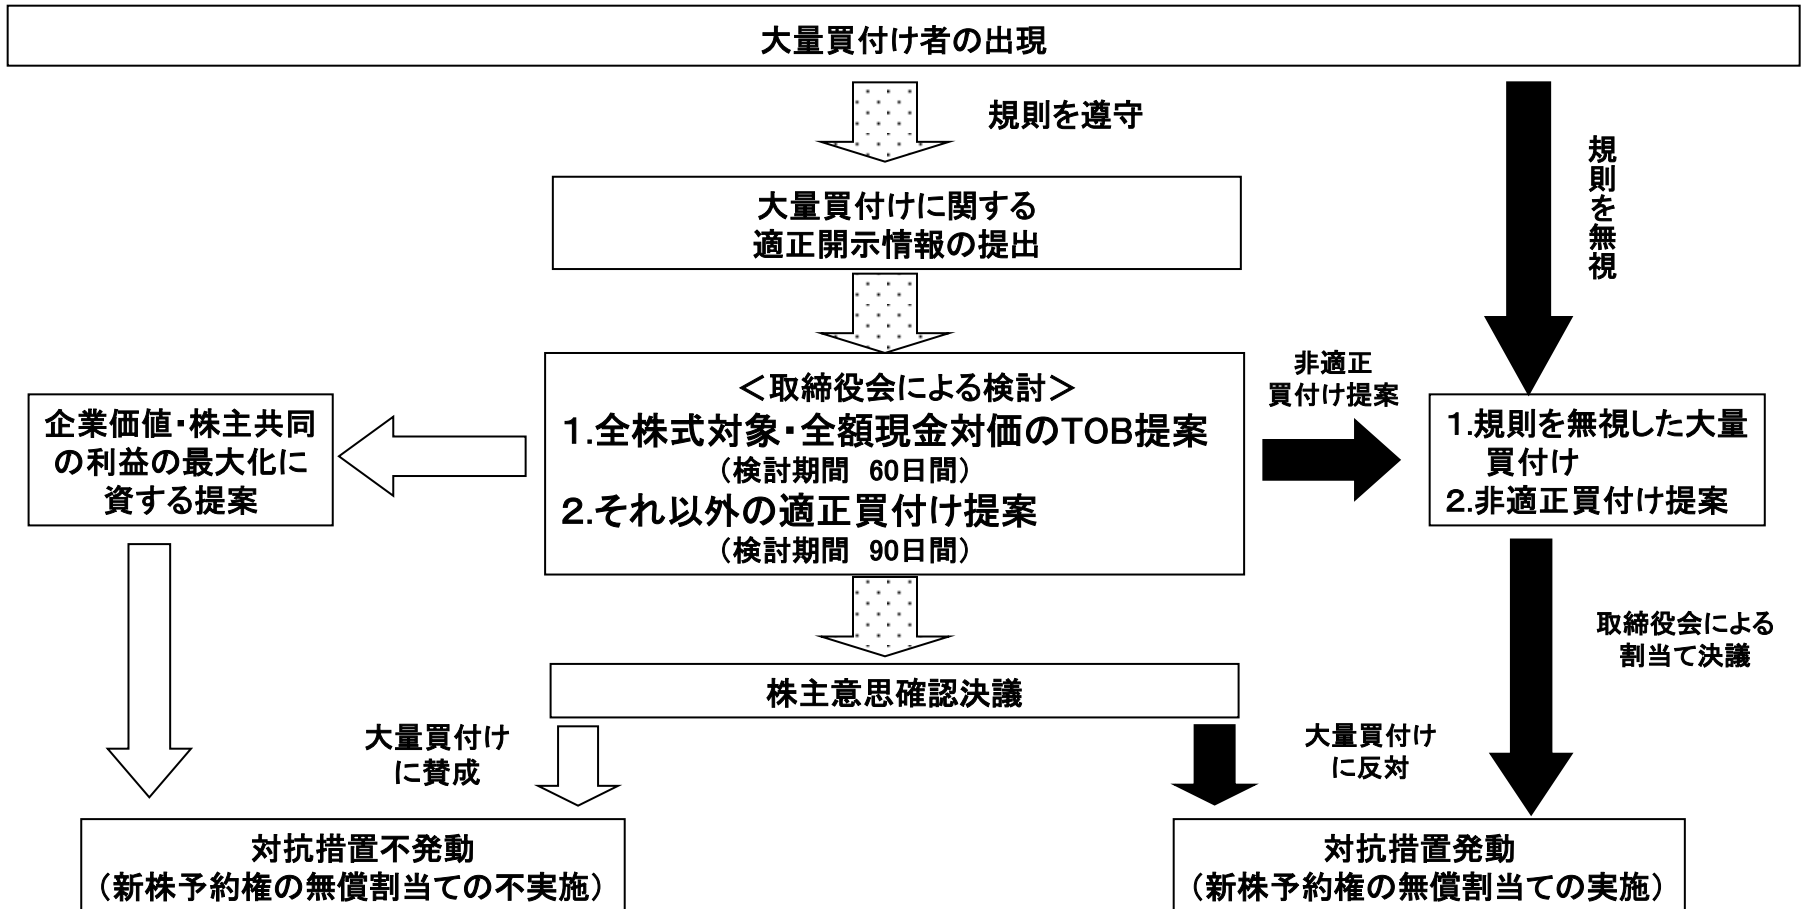 大量買付け者の出現
規則を遵守
規則を無視
大量買付けに関する
適正開示情報の提出
＜取締役会による検討＞
1.全株式対象・全額現金対価のTOB提案
（検討期間　60日間）
2.それ以外の適正買付け提案
（検討期間　90日間）
非適正
買付け提案
企業価値・株主共同
の利益の最大化に
資する提案
1.規則を無視した大量
買付け
2.非適正買付け提案
取締役会による
割当て決議
株主意思確認決議
大量買付け
に賛成
大量買付け
に反対
対抗措置不発動
（新株予約権の無償割当ての不実施）
対抗措置発動
（新株予約権の無償割当ての実施）